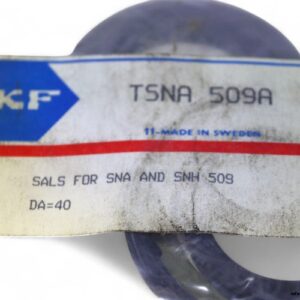 KF
TSNA 509A
11-MADE IN SWEDEN
SALS FOR SNA AND SNH 509
DA=40